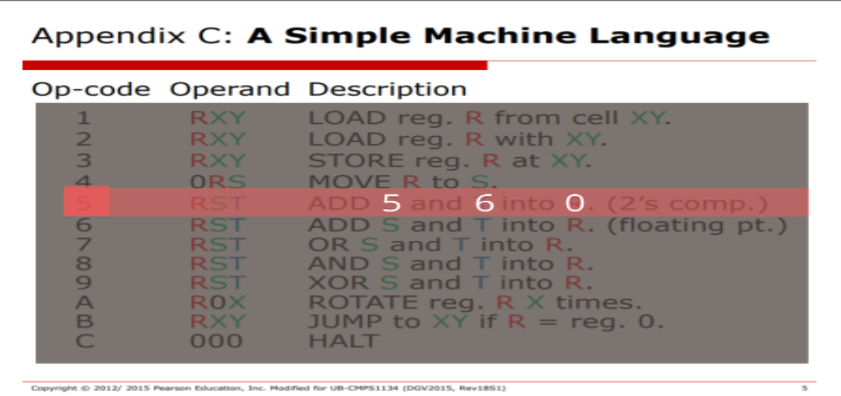 Appendix C: A Simple Machine Language
Op-code Operand Description
1 RXY LOAD reg. R from cell XY.
2 RXY LOAD reg. R with XY.
3 RXY STORE reg. R at XY.
4 0RS MOVE R to S.
5 RST ADD 5 and 6 into 0. (2's comp.)
6 RST ADD S and T into R. (floating pt.)
7 RST OR S and T into R.
8 RST AND S and T into R.
9 RST XOR S and T into R.
A R0X ROTATE reg. R X times.
B RXY JUMP to XY if R = reg. 0.
C 000 HALT
Copyright © 2012/ 2015 Pearson Education, Inc. Modified for UB-CMPS1134 (DGV2015, Rev18S1) 5